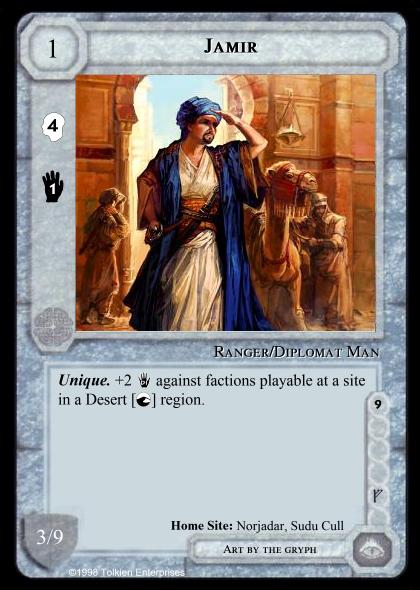 1
JAMIR
4
1
RANGER/DIPLOMAT MAN
Unique. +2 against factions playable at a site
in a Desert [] region.
9
ᚠ
Home Site: Norjadar, Sudu Cull
3/9
ART BY THE GRYPH
©1998 Tolkien Enterprises